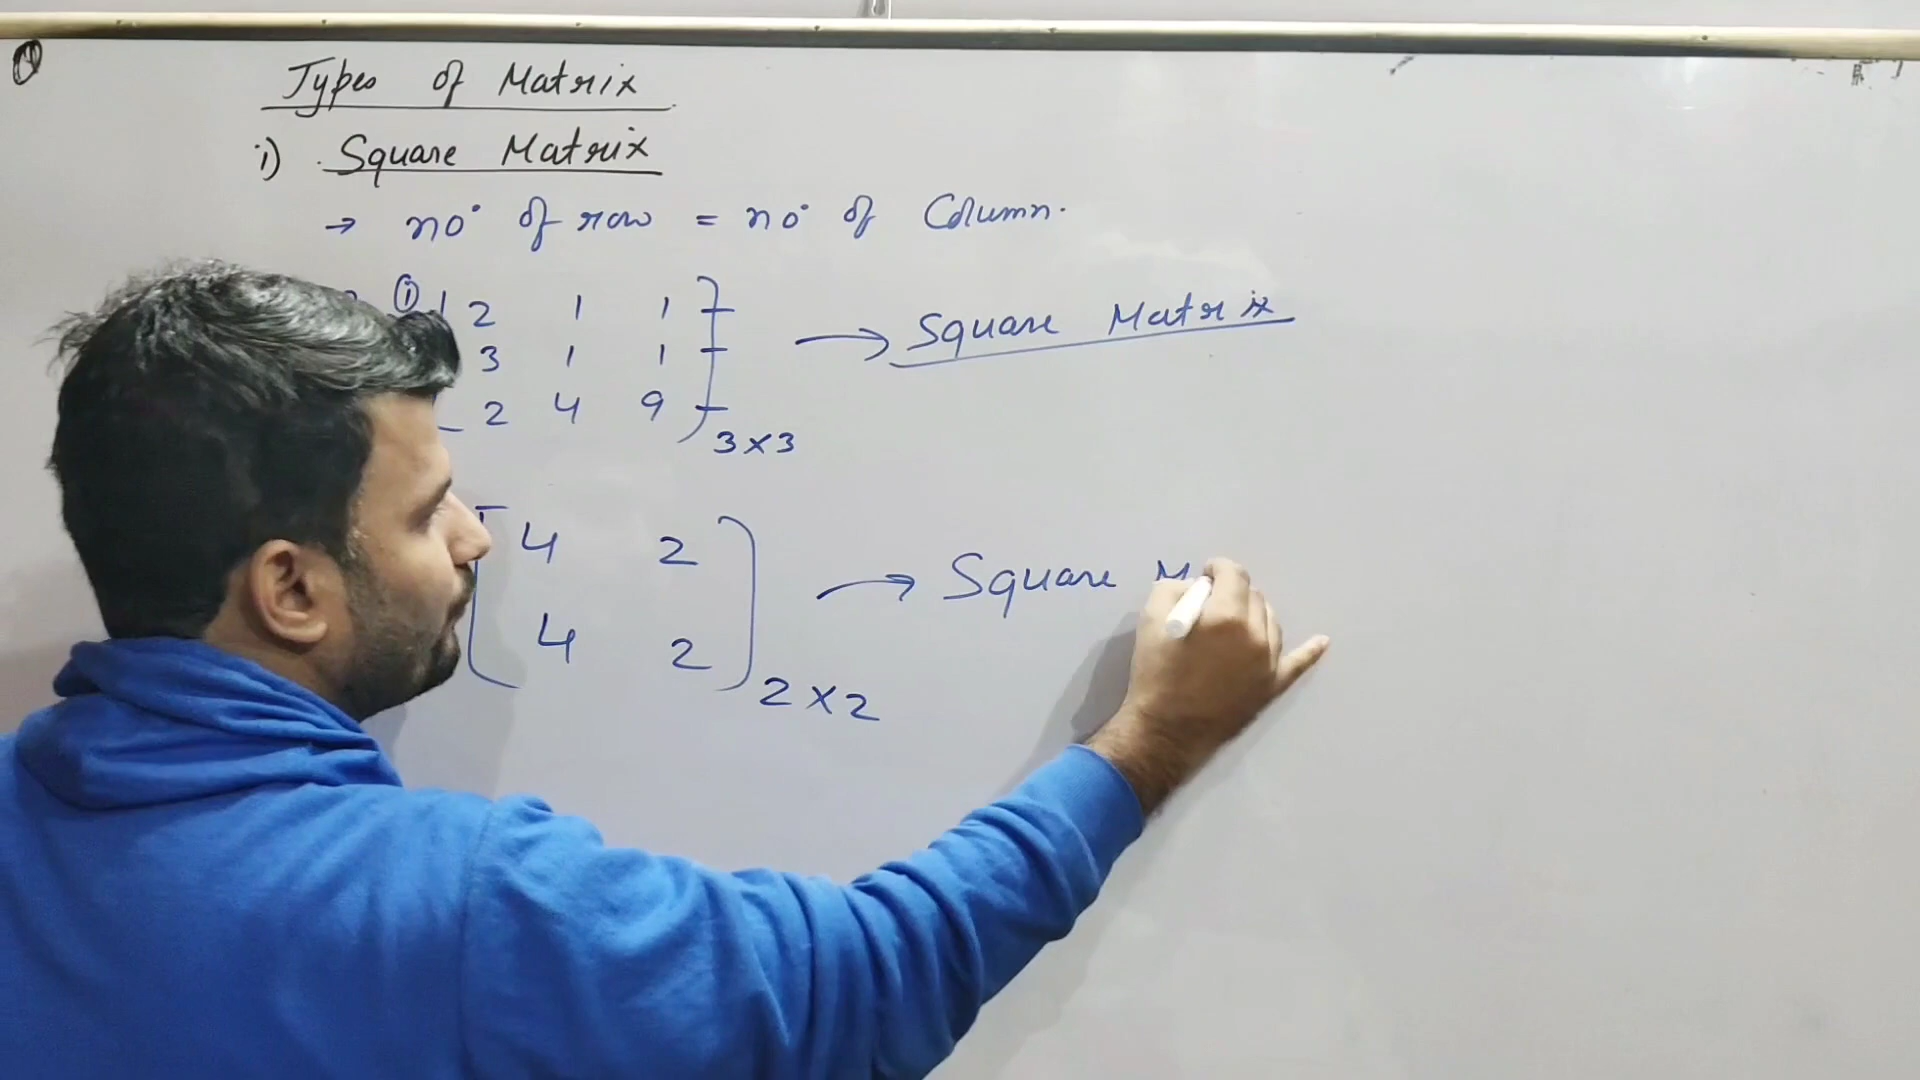 Types of Matrix
i) Square Matrix
→ no° of row = no° of Column.
① 2 1 1
3 1 1 → Square Matrix
2 4 9
3×3
4 2
→ Square M
4 2
2×2